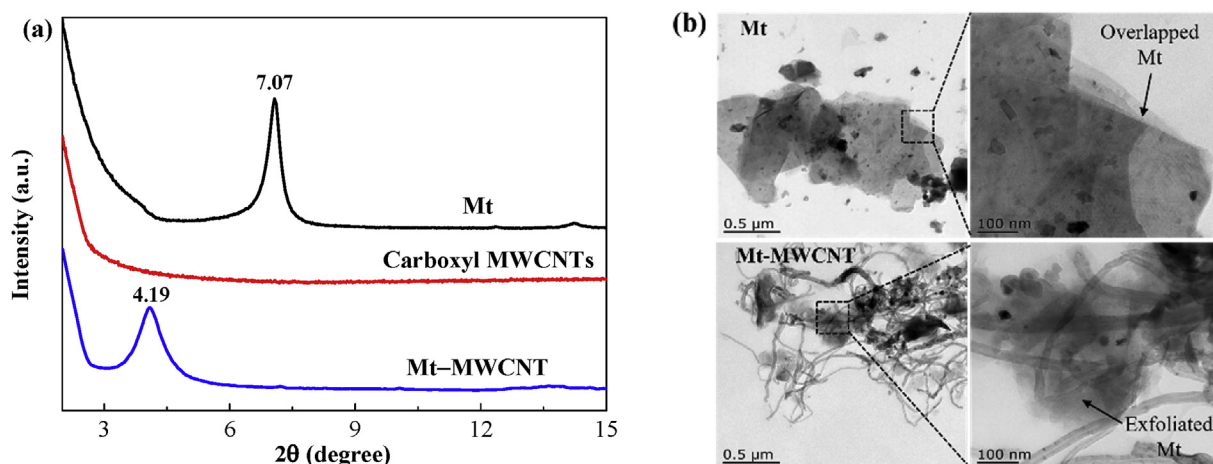 (a)
7.07
Mt
Carboxyl MWCNTs
4.19
Mt–MWCNT
Intensity (a.u.)
3 6 9 12 15
2θ (degree)
(b)
Mt
0.5 μm
Overlapped
Mt
100 nm
Mt-MWCNT
0.5 μm
Exfoliated
Mt
100 nm